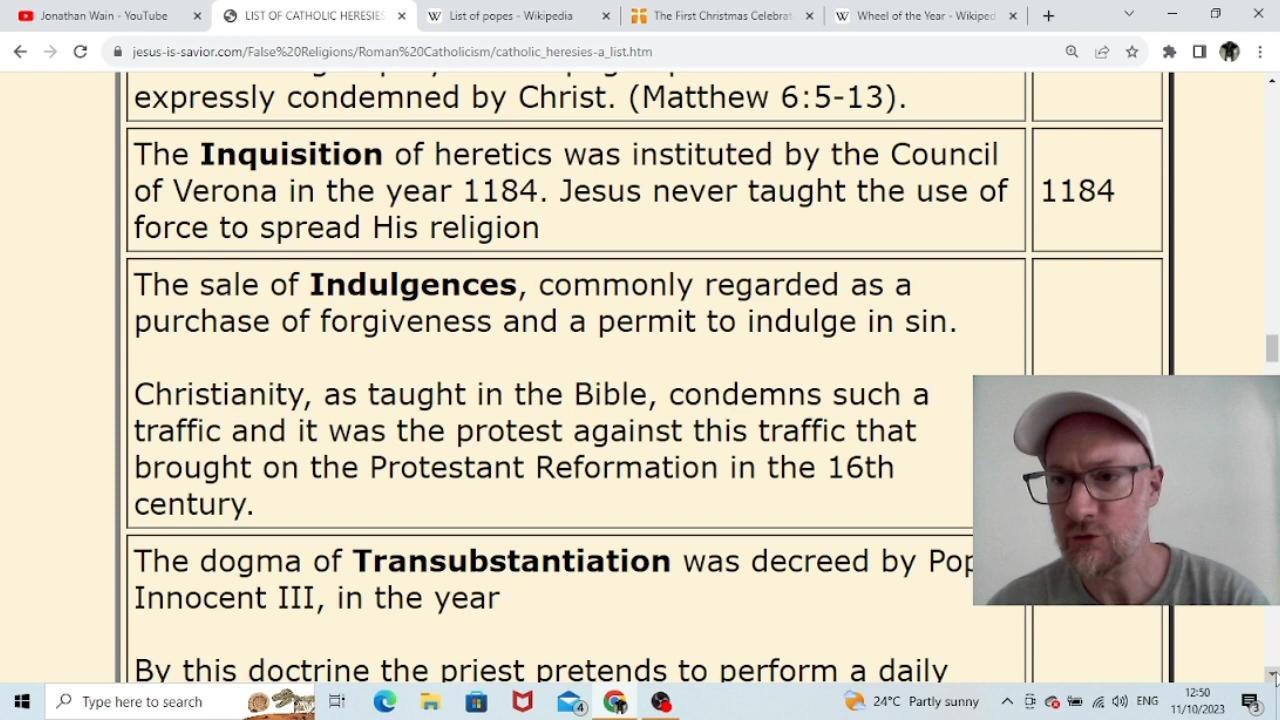 Jonathan Wain - YouTube
LIST OF CATHOLIC HERESIES
List of popes - Wikipedia
The First Christmas Celebrat
Wheel of the Year - Wikiped
jesus-is-savior.com/False%20Religions/Roman%20Catholicism/catholic_heresies-a_list.htm
expressly condemned by Christ. (Matthew 6:5-13).
The Inquisition of heretics was instituted by the Council
of Verona in the year 1184. Jesus never taught the use of
force to spread His religion
1184
The sale of Indulgences, commonly regarded as a
purchase of forgiveness and a permit to indulge in sin.
Christianity, as taught in the Bible, condemns such a
traffic and it was the protest against this traffic that
brought on the Protestant Reformation in the 16th
century.
The dogma of Transubstantiation was decreed by Pop
Innocent III, in the year
By this doctrine the priest pretends to perform a daily
Type here to search
4
24°C Partly sunny
ENG
12:50
11/10/2023
3